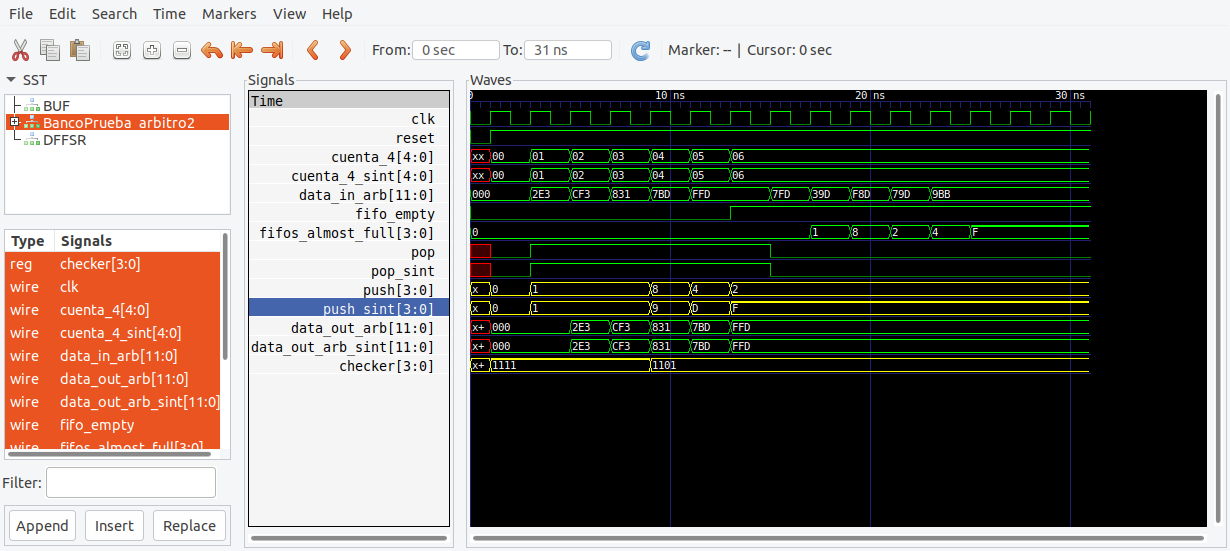 File Edit Search Time Markers View Help
From: 0 sec To: 31 ns Marker: -- | Cursor: 0 sec
SST
BUF
BancoPrueba_arbitro2
DFFSR
Type Signals
reg checker[3:0]
wire clk
wire cuenta_4[4:0]
wire cuenta_4_sint[4:0]
wire data_in_arb[11:0]
wire data_out_arb[11:0]
wire data_out_arb_sint[11:0]
wire fifo_empty
wire fifos_almost_full[3:0]
Filter:
Append Insert Replace
Signals
Time
clk
reset
cuenta_4[4:0]
cuenta_4_sint[4:0]
data_in_arb[11:0]
fifo_empty
fifos_almost_full[3:0]
pop
pop_sint
push[3:0]
push_sint[3:0]
data_out_arb[11:0]
data_out_arb_sint[11:0]
checker[3:0]
Waves
0 10 ns 20 ns 30 ns
xx 00 01 02 03 04 05 06
xx 00 01 02 03 04 05 06
000 2E3 CF3 831 7BD FFD 7FD 39D F8D 79D 9BB
0 1 8 2 4 F
x 0 1 8 4 2
x 0 1 9 D F
x+ 000 2E3 CF3 831 7BD FFD
x+ 000 2E3 CF3 831 7BD FFD
x+ 1111 1101